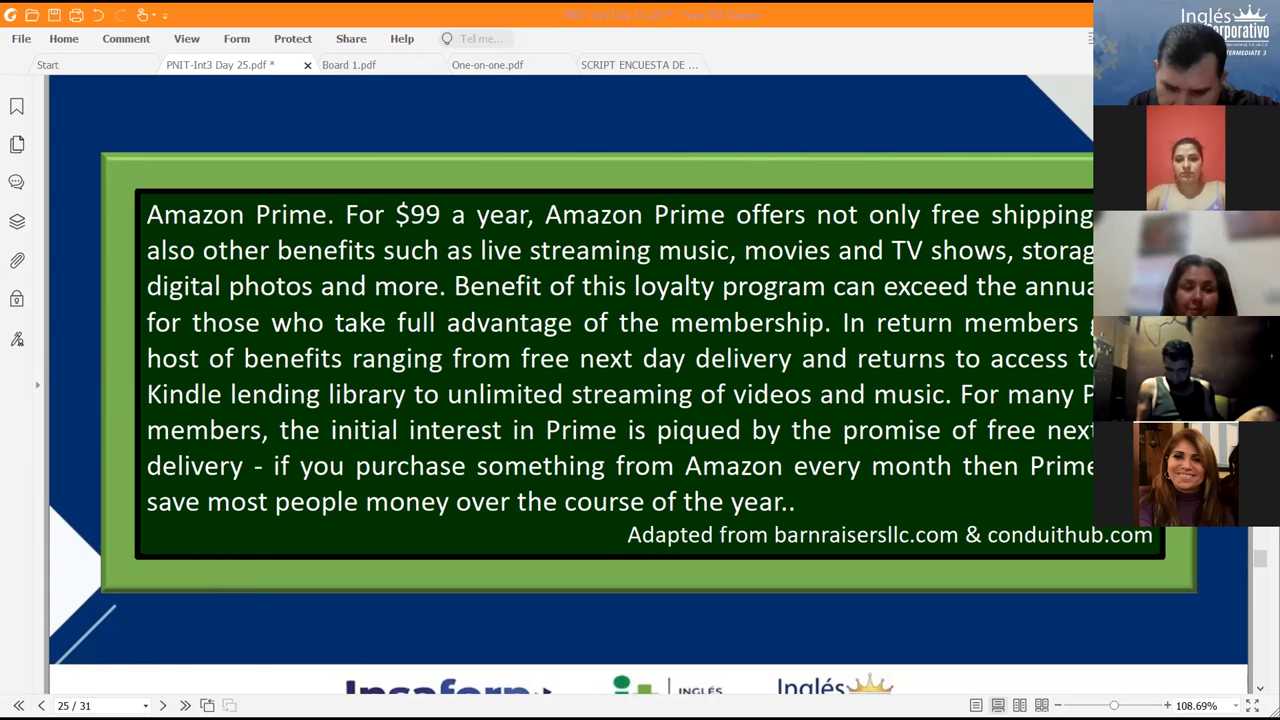 File Home Comment View Form Protect Share Help Tell me...
Start PNIT-Int3 Day 25.pdf * Board 1.pdf One-on-one.pdf SCRIPT ENCUESTA DE ...
Inglés
INTERMEDIATE 3
Amazon Prime. For $99 a year, Amazon Prime offers not only free shipping
also other benefits such as live streaming music, movies and TV shows,
digital photos and more. Benefit of this loyalty program can exceed the
for those who take full advantage of the membership. In return members
host of benefits ranging from free next day delivery and returns to access
Kindle lending library to unlimited streaming of videos and music. For many
members, the initial interest in Prime is piqued by the promise of free next
delivery - if you purchase something from Amazon every month then Prime
save most people money over the course of the year..
Adapted from barnraisersllc.com & conduithub.com
Insaforp INGLÉS Inglés
25 / 31 108.69%